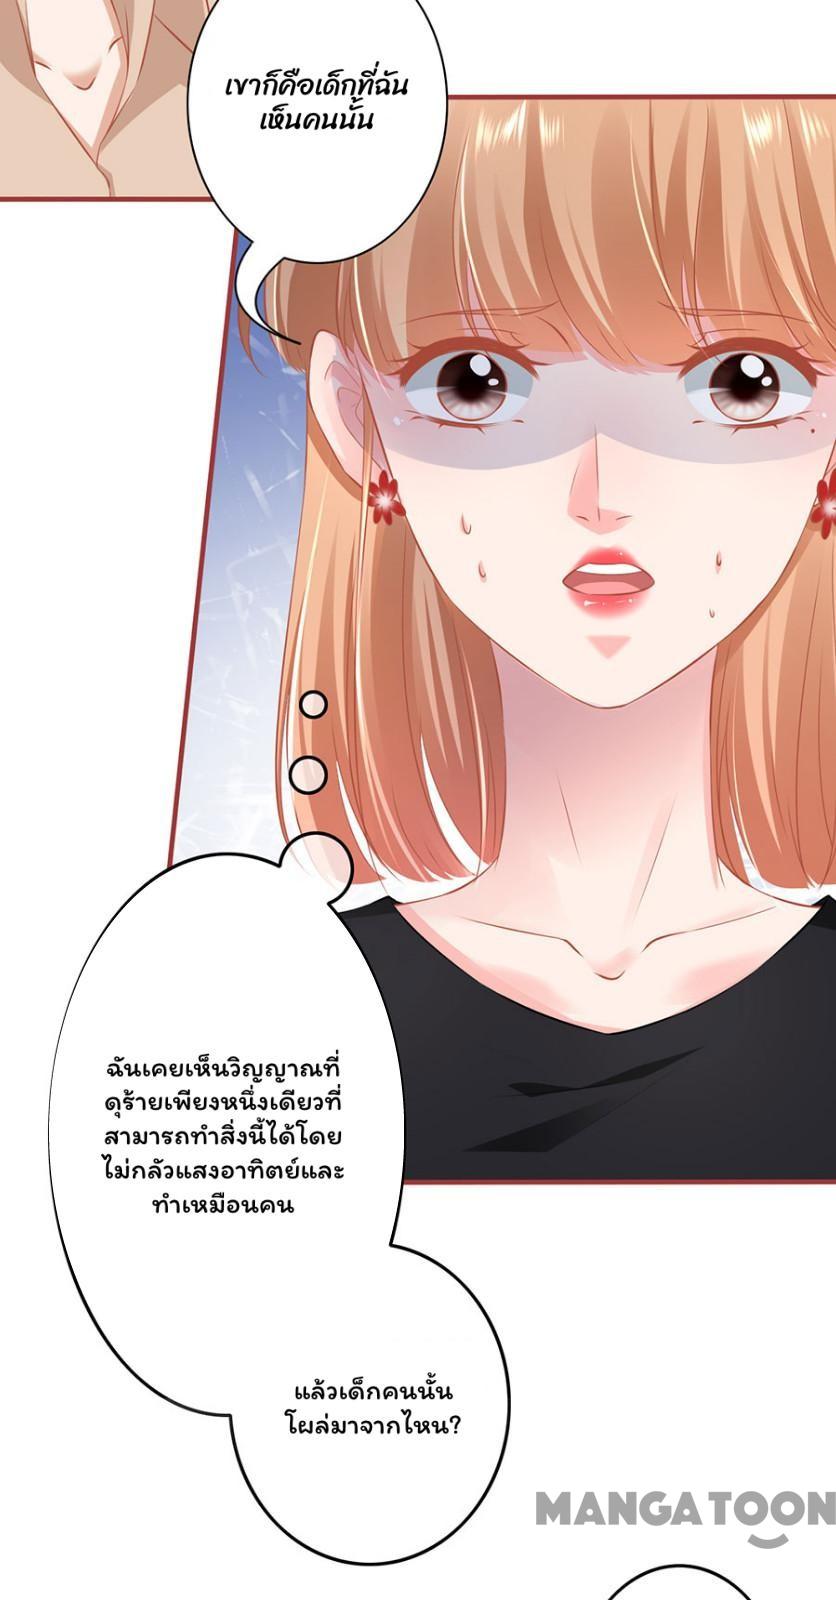 เขาก็คือเด็กที่ฉัน
เห็นคนนั้น
ฉันเคยเห็นวิญญาณที่
ดุร้ายเพียงหนึ่งเดียวที่
สามารถทำสิ่งนี้ได้โดย
ไม่กลัวแสงอาทิตย์และ
ทำเหมือนคน
แล้วเด็กคนนั้น
โผล่มาจากไหน?
MANGATOON